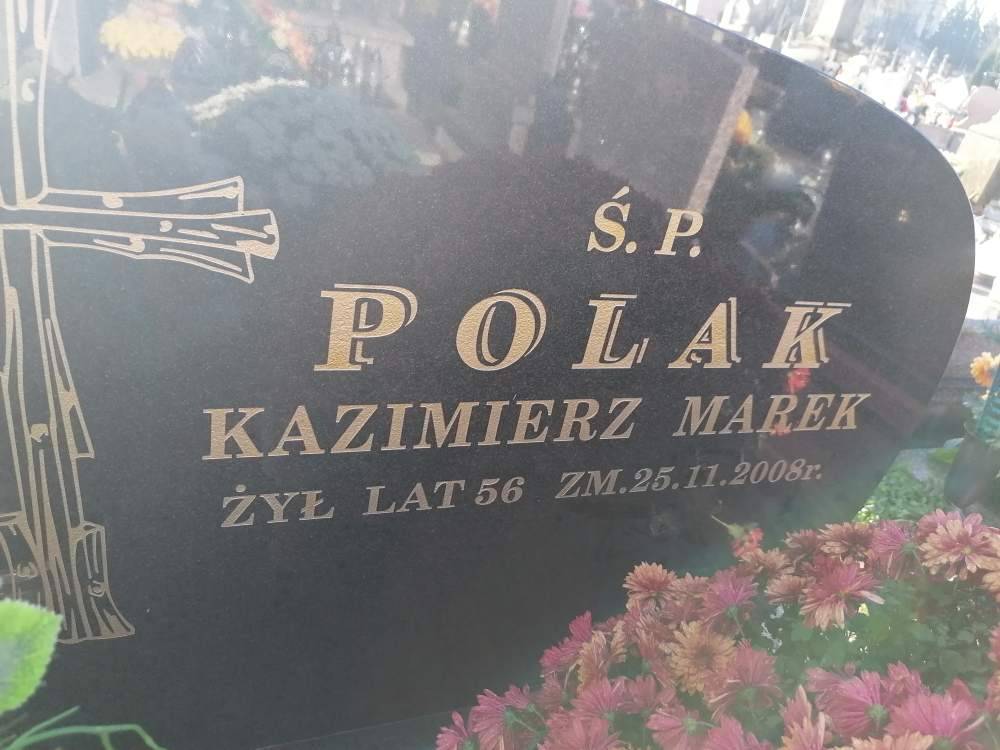 Ś. P.
POLAK
KAZIMIERZ MAREK
ŻYŁ LAT 56 ZM.25.11.2008r.